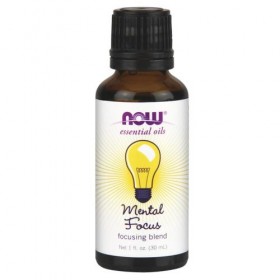 NOW
essential oils
Mental
Focus
focusing blend
Net 1 fl. oz. (30 mL)